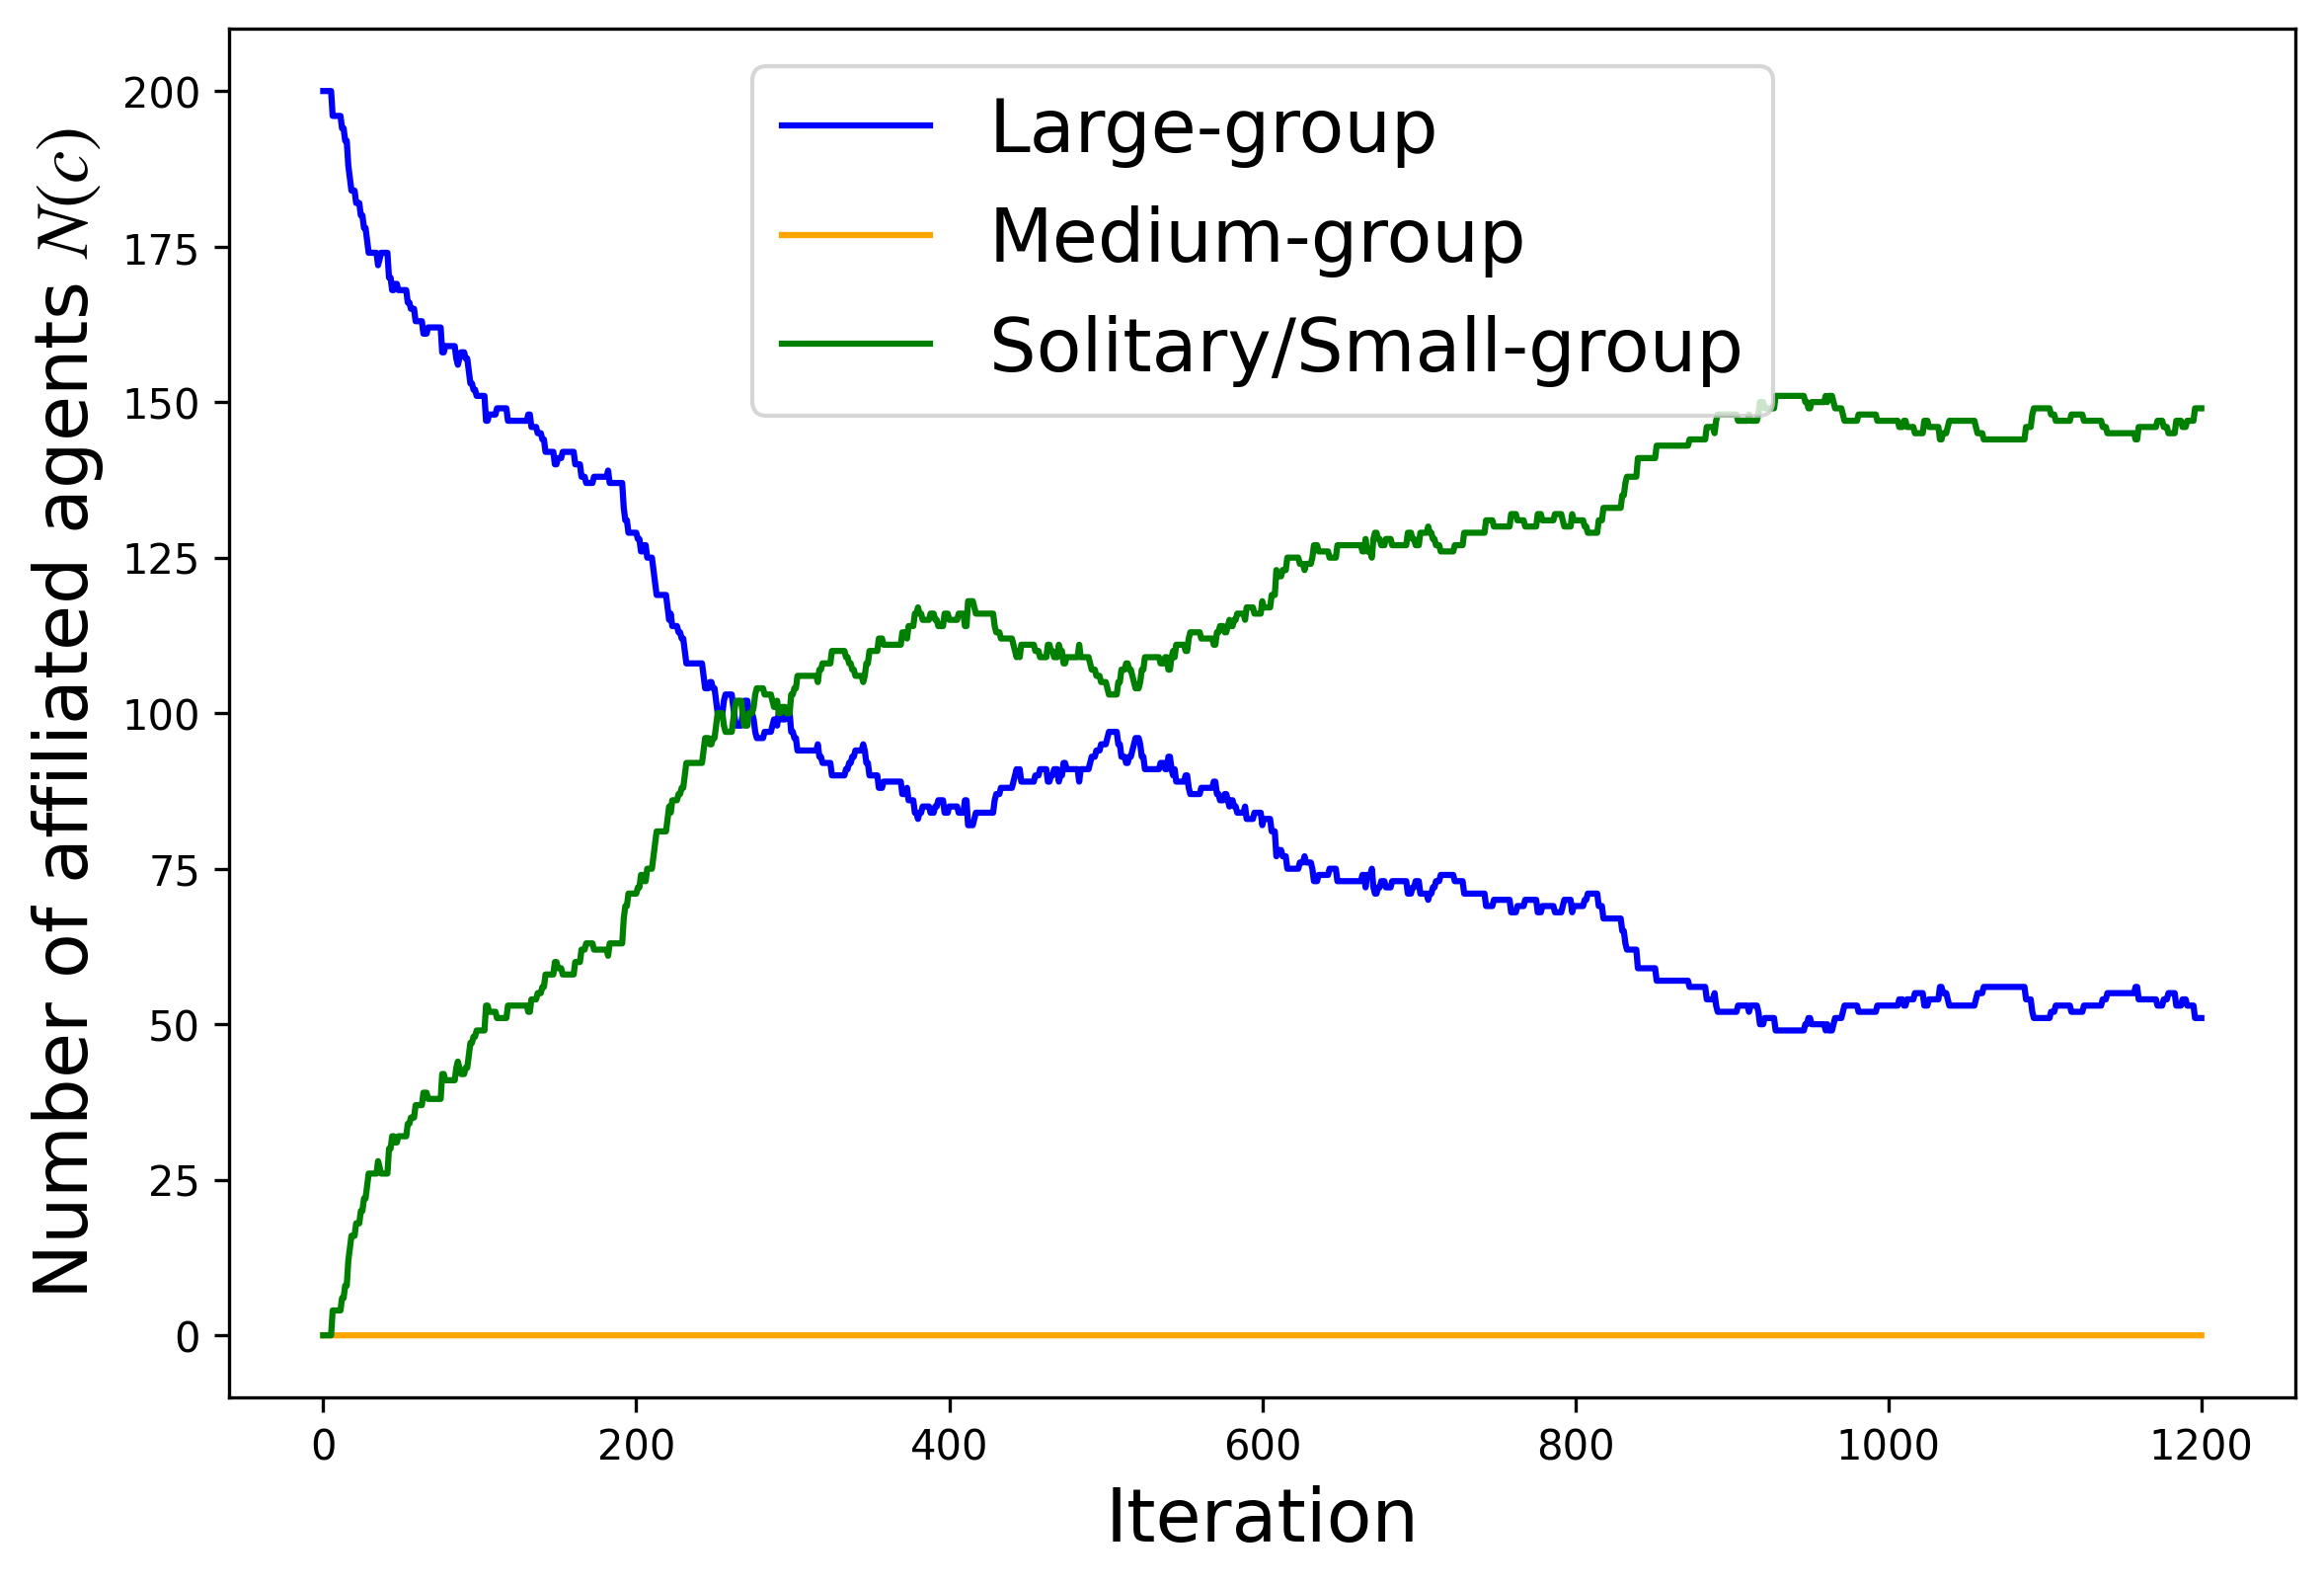 Number of affiliated agents N(c)
200
175
150
125
100
75
50
25
0
Large-group
Medium-group
Solitary/Small-group
0 200 400 600 800 1000 1200
Iteration